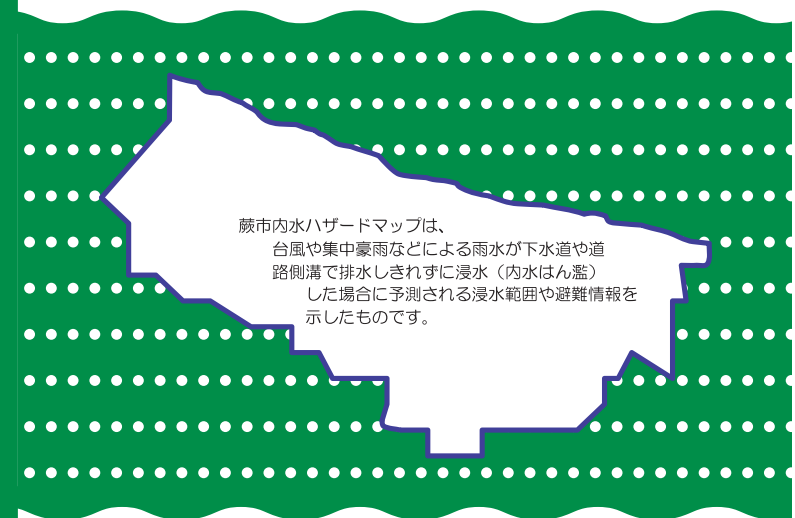 蕨市内水ハザードマップは、
台風や集中豪雨などによる雨水が下水道や道
路側溝で排水しきれずに浸水（内水はん濫）
した場合に予測される浸水範囲や避難情報を
示したものです。